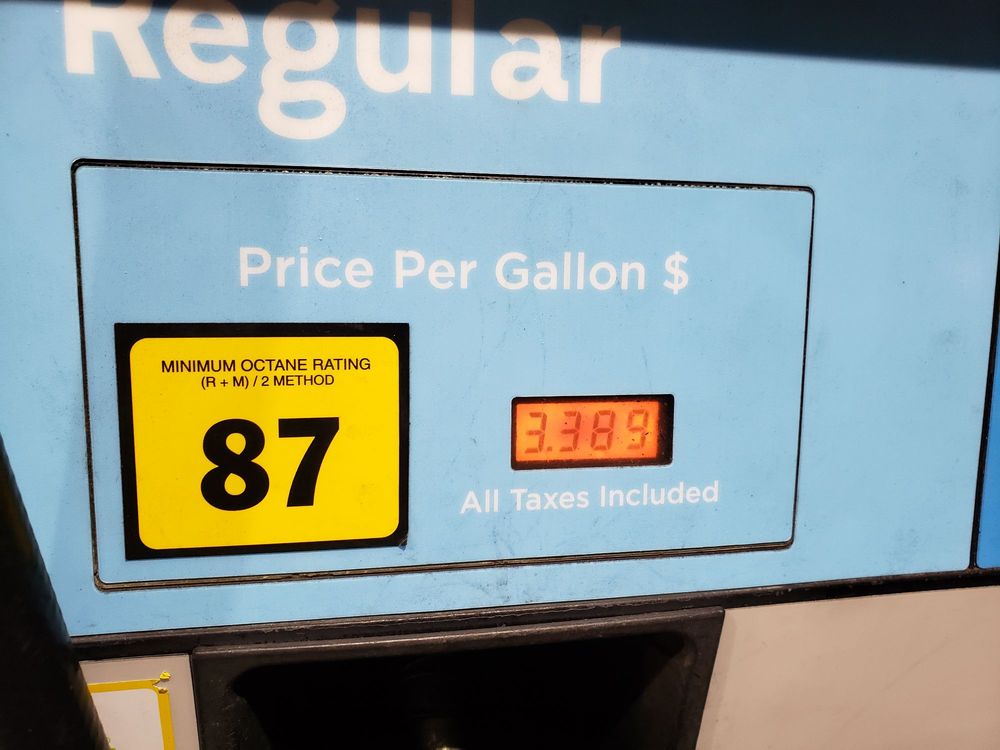 Regular
Price Per Gallon $
MINIMUM OCTANE RATING
(R + M) / 2 METHOD
87
3.389
All Taxes Included